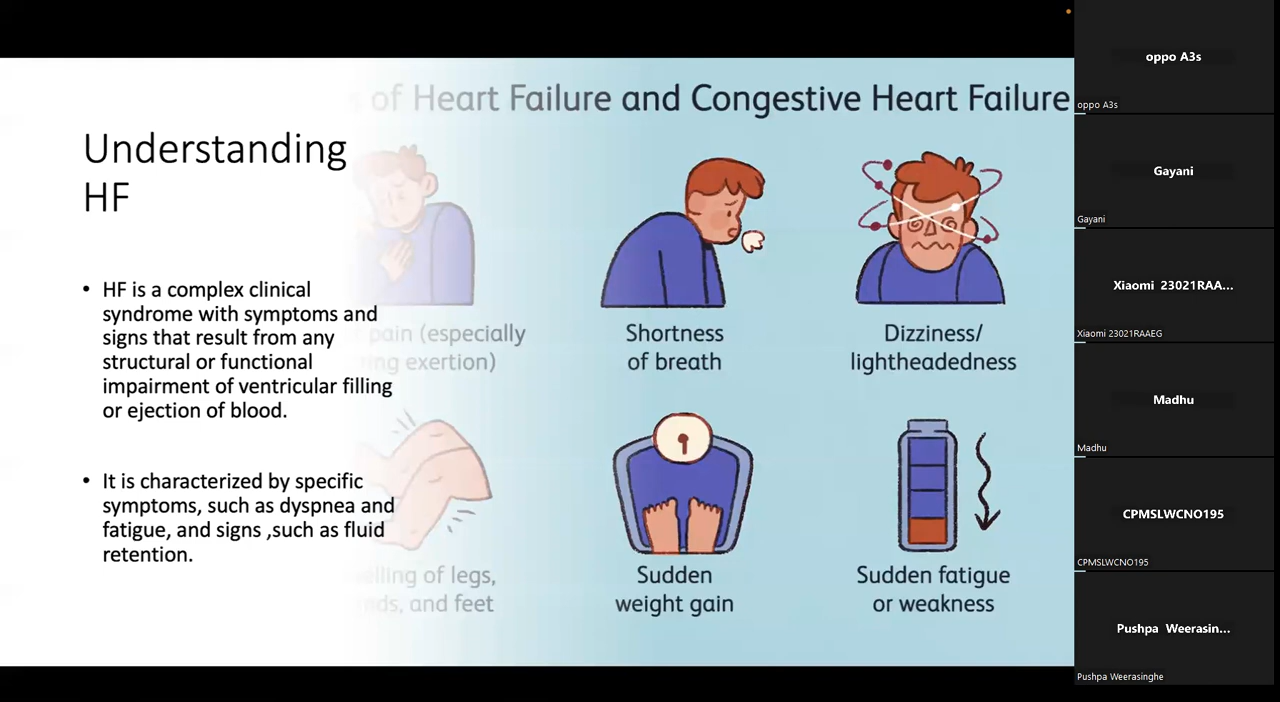 of Heart Failure and Congestive Heart Failure
Understanding
HF
• HF is a complex clinical
syndrome with symptoms and
signs that result from any
structural or functional
impairment of ventricular filling
or ejection of blood.
• It is characterized by specific
symptoms, such as dyspnea and
fatigue, and signs ,such as fluid
retention.
pain (especially
exertion)
Shortness
of breath
Dizziness/
lightheadedness
of legs,
and feet
Sudden
weight gain
Sudden fatigue
or weakness
oppo A3s
oppo A3s
Gayani
Gayani
Xiaomi 23021RAA...
Xiaomi 23021RAAEG
Madhu
Madhu
CPMSLWCNO195
CPMSLWCNO195
Pushpa Weerasin...
Pushpa Weerasinghe